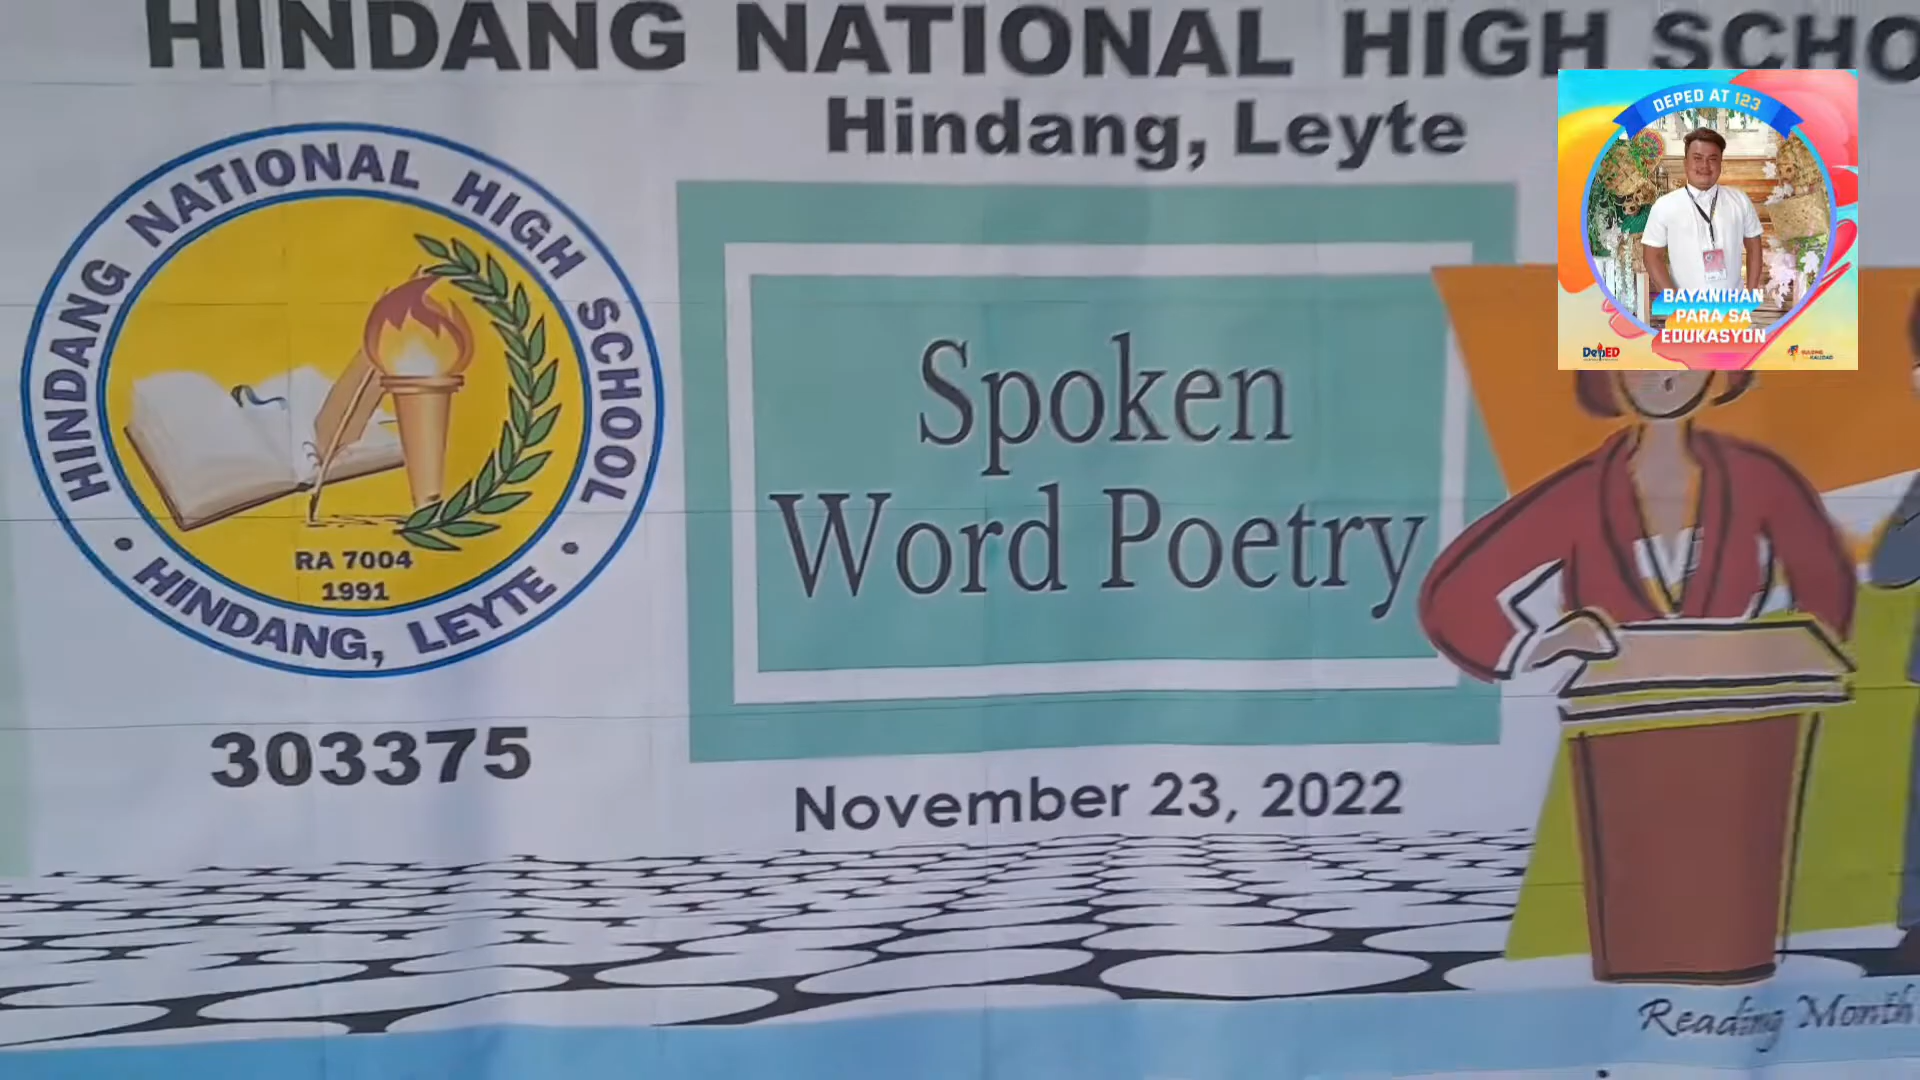 HINDANG NATIONAL HIGH SCHO
Hindang, Leyte
HINDANG NATIONAL HIGH SCHOOL
RA 7004
1991
• HINDANG, LEYTE •
303375
Spoken
Word Poetry
November 23, 2022
Reading Month
DEPED AT 123
BAYANIHAN
PARA SA
EDUKASYON
DepED